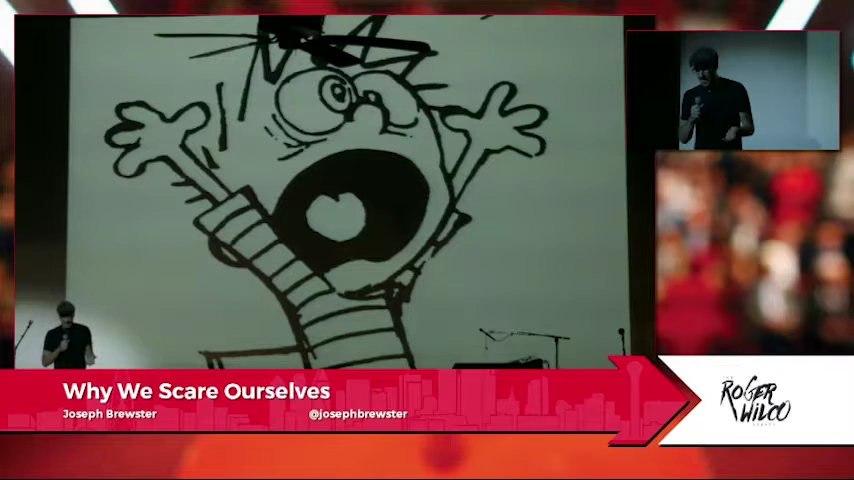 Why We Scare Ourselves
Joseph Brewster
@josephbrewster
ROGER
WILCO